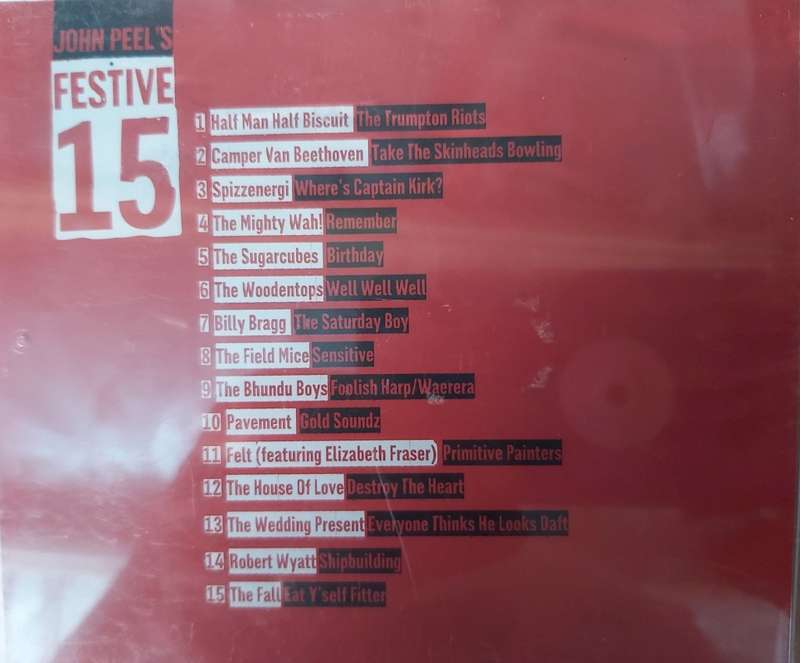 JOHN PEEL'S
FESTIVE
15
1 Half Man Half Biscuit The Trumpton Riots
2 Camper Van Beethoven Take The Skinheads Bowling
3 Spizzenergi Where's Captain Kirk?
4 The Mighty Wah! Remember
5 The Sugarcubes Birthday
6 The Woodentops Well Well Well
7 Billy Bragg The Saturday Boy
8 The Field Mice Sensitive
9 The Bhundu Boys Foolish Harp/Waerera
10 Pavement Gold Soundz
11 Felt (featuring Elizabeth Fraser) Primitive Painters
12 The House Of Love Destroy The Heart
13 The Wedding Present Everyone Thinks He Looks Daft
14 Robert Wyatt Shipbuilding
15 The Fall Eat Y'self Fitter